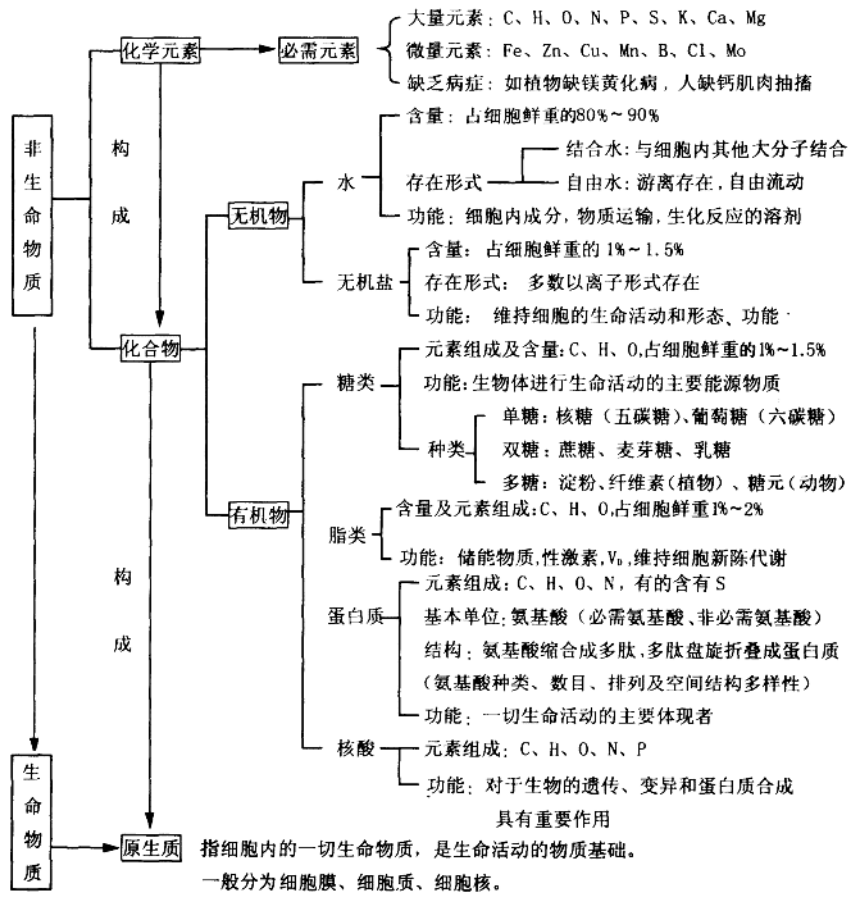 大量元素：C、H、O、N、P、S、K、Ca、Mg
化学元素
必需元素
微量元素：Fe、Zn、Cu、Mn、B、Cl、Mo
缺乏病症：如植物缺镁黄化病，人缺钙肌肉抽搐
含量：占细胞鲜重的80%～90%
非生命物质
构成
水
存在形式
结合水：与细胞内其他大分子结合
自由水：游离存在，自由流动
无机物
功能：细胞内成分，物质运输，生化反应的溶剂
含量：占细胞鲜重的1%～1.5%
无机盐
存在形式：多数以离子形式存在
功能：维持细胞的生命活动和形态、功能
化合物
元素组成及含量：C、H、O，占细胞鲜重的1%～1.5%
糖类
功能：生物体进行生命活动的主要能源物质
种类
单糖：核糖（五碳糖）、葡萄糖（六碳糖）
双糖：蔗糖、麦芽糖、乳糖
多糖：淀粉、纤维素(植物)、糖元(动物)
有机物
含量及元素组成：C、H、O，占细胞鲜重1%～2%
脂类
功能：储能物质，性激素，VD，维持细胞新陈代谢
构成
元素组成：C、H、O、N，有的含有S
蛋白质
基本单位：氨基酸（必需氨基酸、非必需氨基酸）
结构：氨基酸缩合成多肽，多肽盘旋折叠成蛋白质
（氨基酸种类、数目、排列及空间结构多样性）
功能：一切生命活动的主要体现者
核酸
元素组成：C、H、O、N、P
功能：对于生物的遗传、变异和蛋白质合成
具有重要作用
生命物质
原生质
指细胞内的一切生命物质，是生命活动的物质基础。
一般分为细胞膜、细胞质、细胞核。